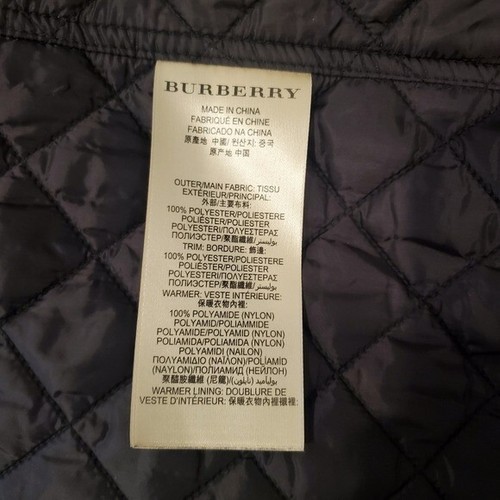 BURBERRY
MADE IN CHINA
FABRIQUÉ EN CHINE
FABRICADO NA CHINA
原產地 中國/ 원산지: 중국
原产地 中国
OUTER/MAIN FABRIC: TISSU
EXTÉRIEUR/PRINCIPAL:
外部/主要布料:
100% POLYESTER/POLIESTERE
POLIÉSTER/POLIÉSTER
POLYESTERI/ΠΟΛΥΕΣΤΕΡΑΣ
ПОЛИЭСТЕР/聚酯纖維/بوليستر
TRIM: BORDURE: 飾邊:
100% POLYESTER/POLIESTERE
POLIÉSTER/POLIÉSTER
POLYESTERI/ΠΟΛΥΕΣΤΕΡΑΣ
ПОЛИЭСТЕР/聚酯纖維/بوليستر
WARMER: VESTE INTÉRIEURE:
保暖衣物內裡:
100% POLYAMIDE (NYLON)
POLYAMID/POLIAMMIDE
POLYAMIDE/POLYAMID (NYLON)
POLIAMIDA/POLIAMIDA (NYLON)
POLYAMIDI (NAILON)
ΠΟΛΥΑΜΙΔΙΟ (ΝΑΪΛΟΝ)/POLÍAMÍÐ
(NAYLON)/ПОЛИАМИД (НЕЙЛОН)
聚醯胺纖維 (尼龍)/(نايلون) بولياميد
WARMER LINING: DOUBLURE DE
VESTE D'INTÉRIEUR: 保暖衣物內裡襯裡: